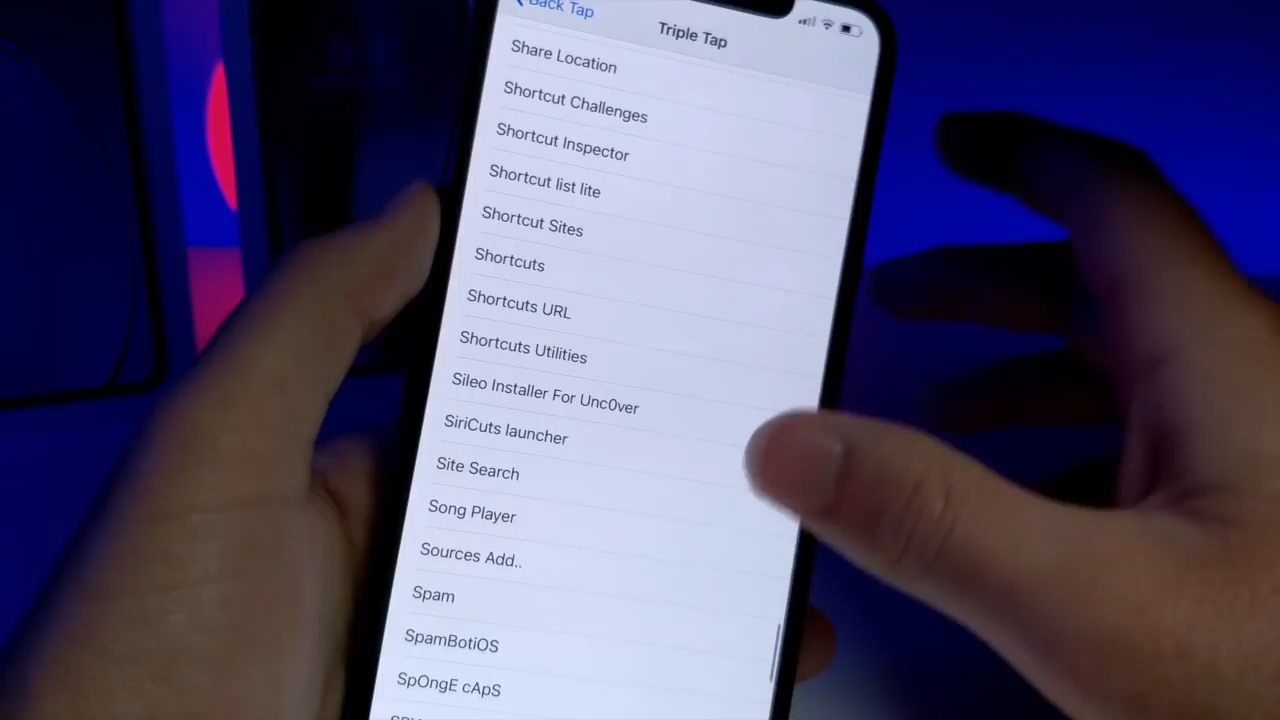 Back Tap
Triple Tap
Share Location
Shortcut Challenges
Shortcut Inspector
Shortcut list lite
Shortcut Sites
Shortcuts
Shortcuts URL
Shortcuts Utilities
Sileo Installer For Unc0ver
SiriCuts launcher
Site Search
Song Player
Sources Add..
Spam
SpamBotiOS
SpOngE cApS